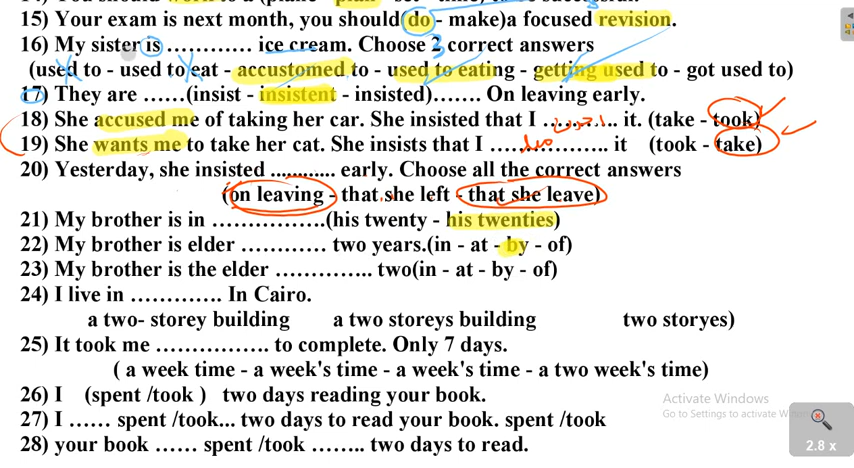 15) Your exam is next month, you should(do - make)a focused revision.
16) My sister is ………… ice cream. Choose 2 correct answers
3
(used to - used to eat - accustomed to - used to eating - getting used to - got used to)
17) They are ……(insist - insistent - insisted)……. On leaving early.
18) She accused me of taking her car. She insisted that I ………… it. (take - took)
19) She wants me to take her cat. She insists that I …………….. it (took - take)
20) Yesterday, she insisted ............ early. Choose all the correct answers
(on leaving - that she left - that she leave)
21) My brother is in …………….(his twenty - his twenties)
22) My brother is elder ………… two years.(in - at - by - of)
23) My brother is the elder ………….. two(in - at - by - of)
24) I live in …………. In Cairo.
a two- storey building a two storeys building two storyes)
25) It took me ……………. to complete. Only 7 days.
( a week time - a week's time - a week's time - a two week's time)
26) I (spent /took ) two days reading your book.
27) I …… spent /took... two days to read your book. spent /took
28) your book …… spent /took …….. two days to read.
Activate Windows
Go to Settings to activate W
2.8 x